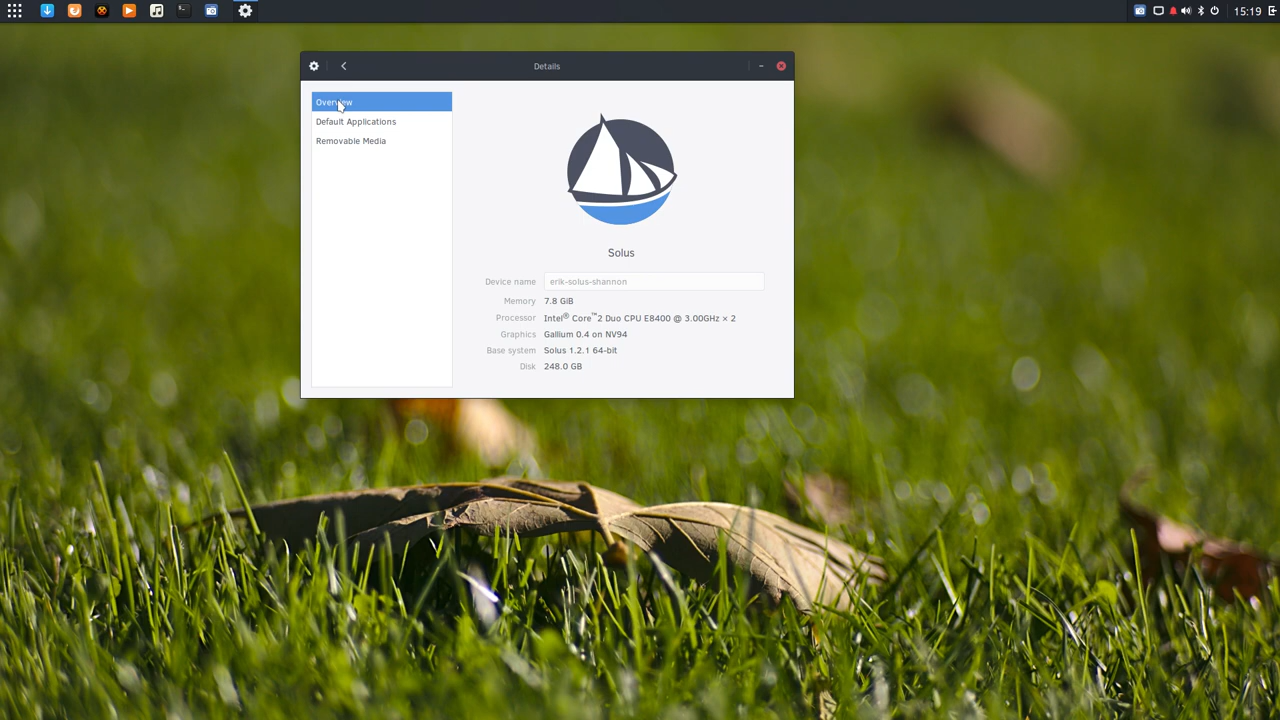 15:19
Details
Overview
Default Applications
Removable Media
Solus
Device name erik-solus-shannon
Memory 7.8 GiB
Processor Intel® Core™2 Duo CPU E8400 @ 3.00GHz × 2
Graphics Gallium 0.4 on NV94
Base system Solus 1.2.1 64-bit
Disk 248.0 GB